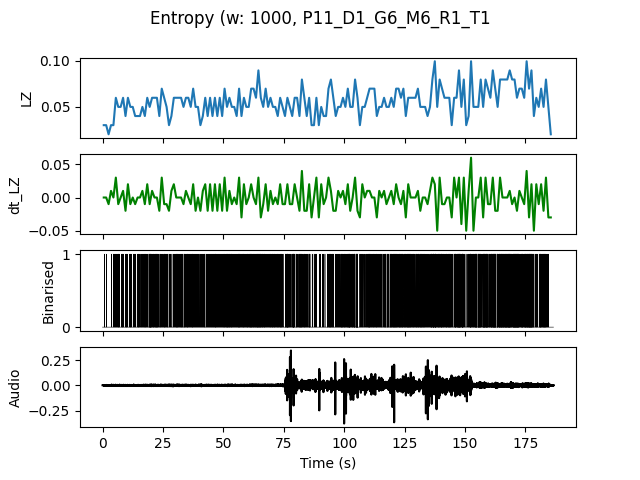 Entropy (w: 1000, P11_D1_G6_M6_R1_T1
LZ
0.10
0.05
dt_LZ
0.05
0.00
−0.05
Binarised
1
0
Audio
0.25
0.00
−0.25
0 25 50 75 100 125 150 175
Time (s)